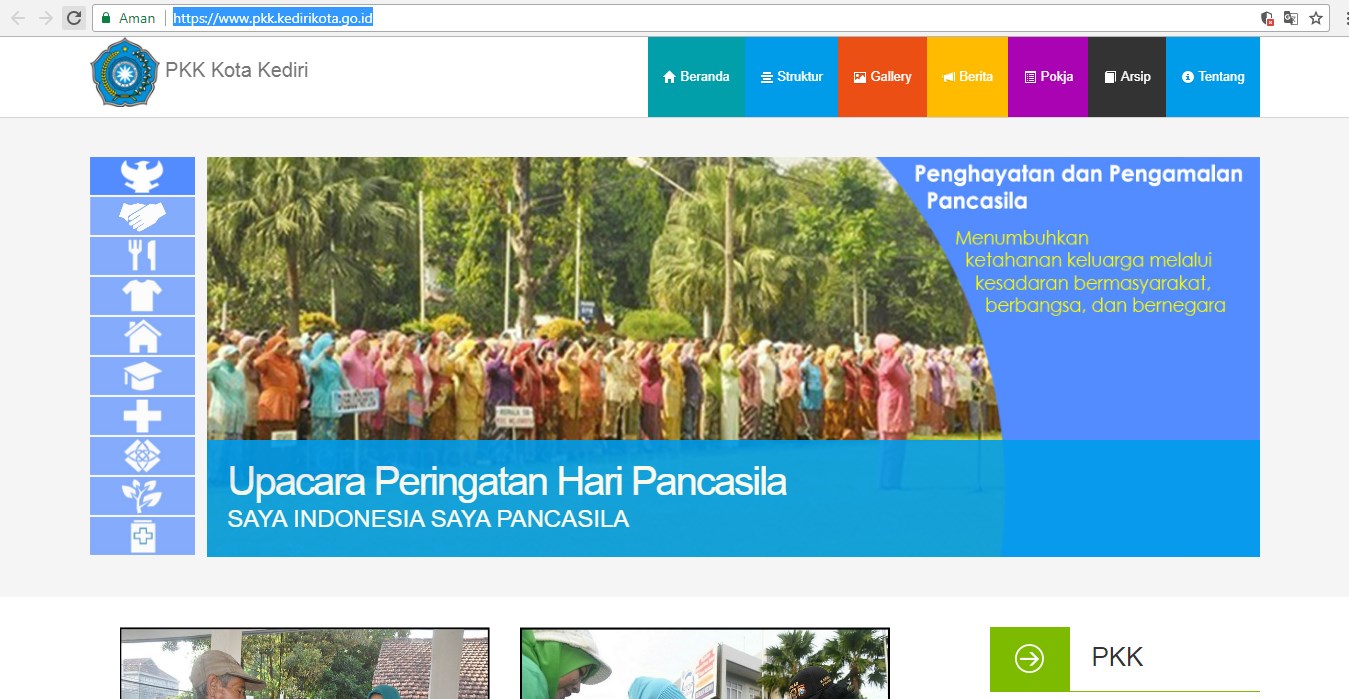 Aman
https://www.pkk.kedirikota.go.id
PKK Kota Kediri
Beranda
Struktur
Gallery
Berita
Pokja
Arsip
Tentang
Penghayatan dan Pengamalan
Pancasila
Menumbuhkan
ketahanan keluarga melalui
kesadaran bermasyarakat,
berbangsa, dan bernegara
Upacara Peringatan Hari Pancasila
SAYA INDONESIA SAYA PANCASILA
PKK